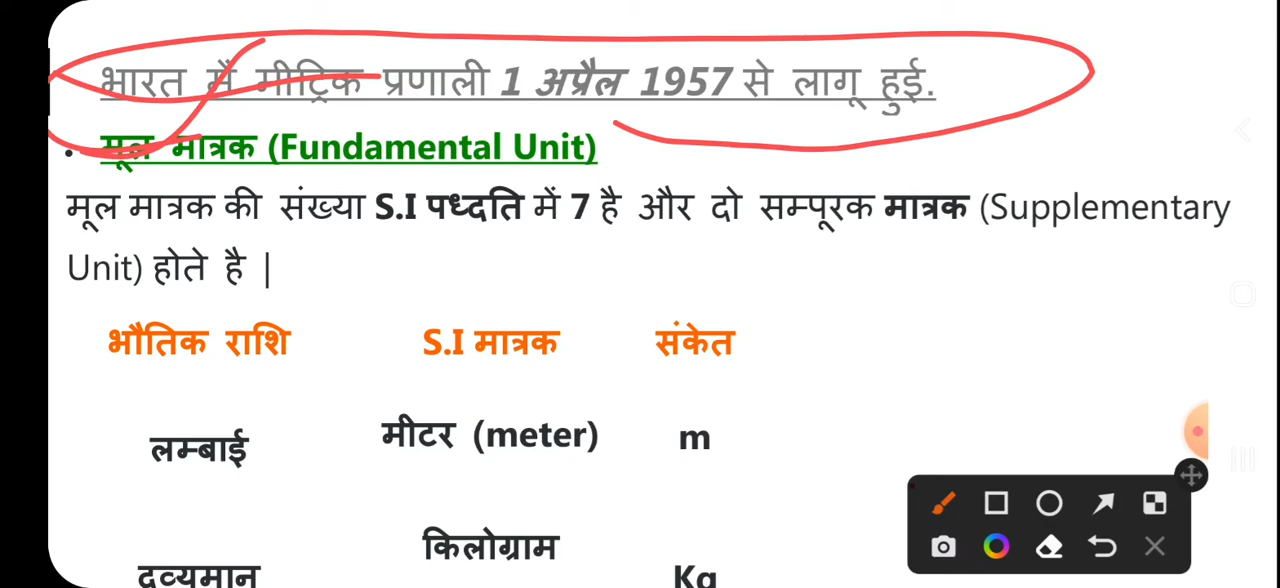 भारत में मीट्रिक प्रणाली 1 अप्रैल 1957 से लागू हुई.
• मूल मात्रक (Fundamental Unit)
मूल मात्रक की संख्या S.I पध्दति में 7 है और दो सम्पूरक मात्रक (Supplementary
Unit) होते है |
भौतिक राशि S.I मात्रक संकेत
लम्बाई मीटर (meter) m
किलोग्राम
द्रव्यमान Kg